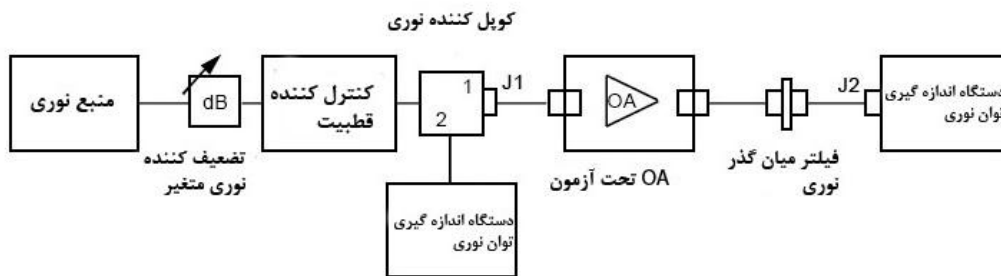 کوپل کننده نوری
منبع نوری
dB
تضعیف کننده
نوری متغیر
کنترل کننده
قطبیت
1
2
J1
دستگاه اندازه گیری
توان نوری
OA
OA تحت آزمون
فیلتر میان گذر
نوری
J2
دستگاه اندازه گیری
توان نوری